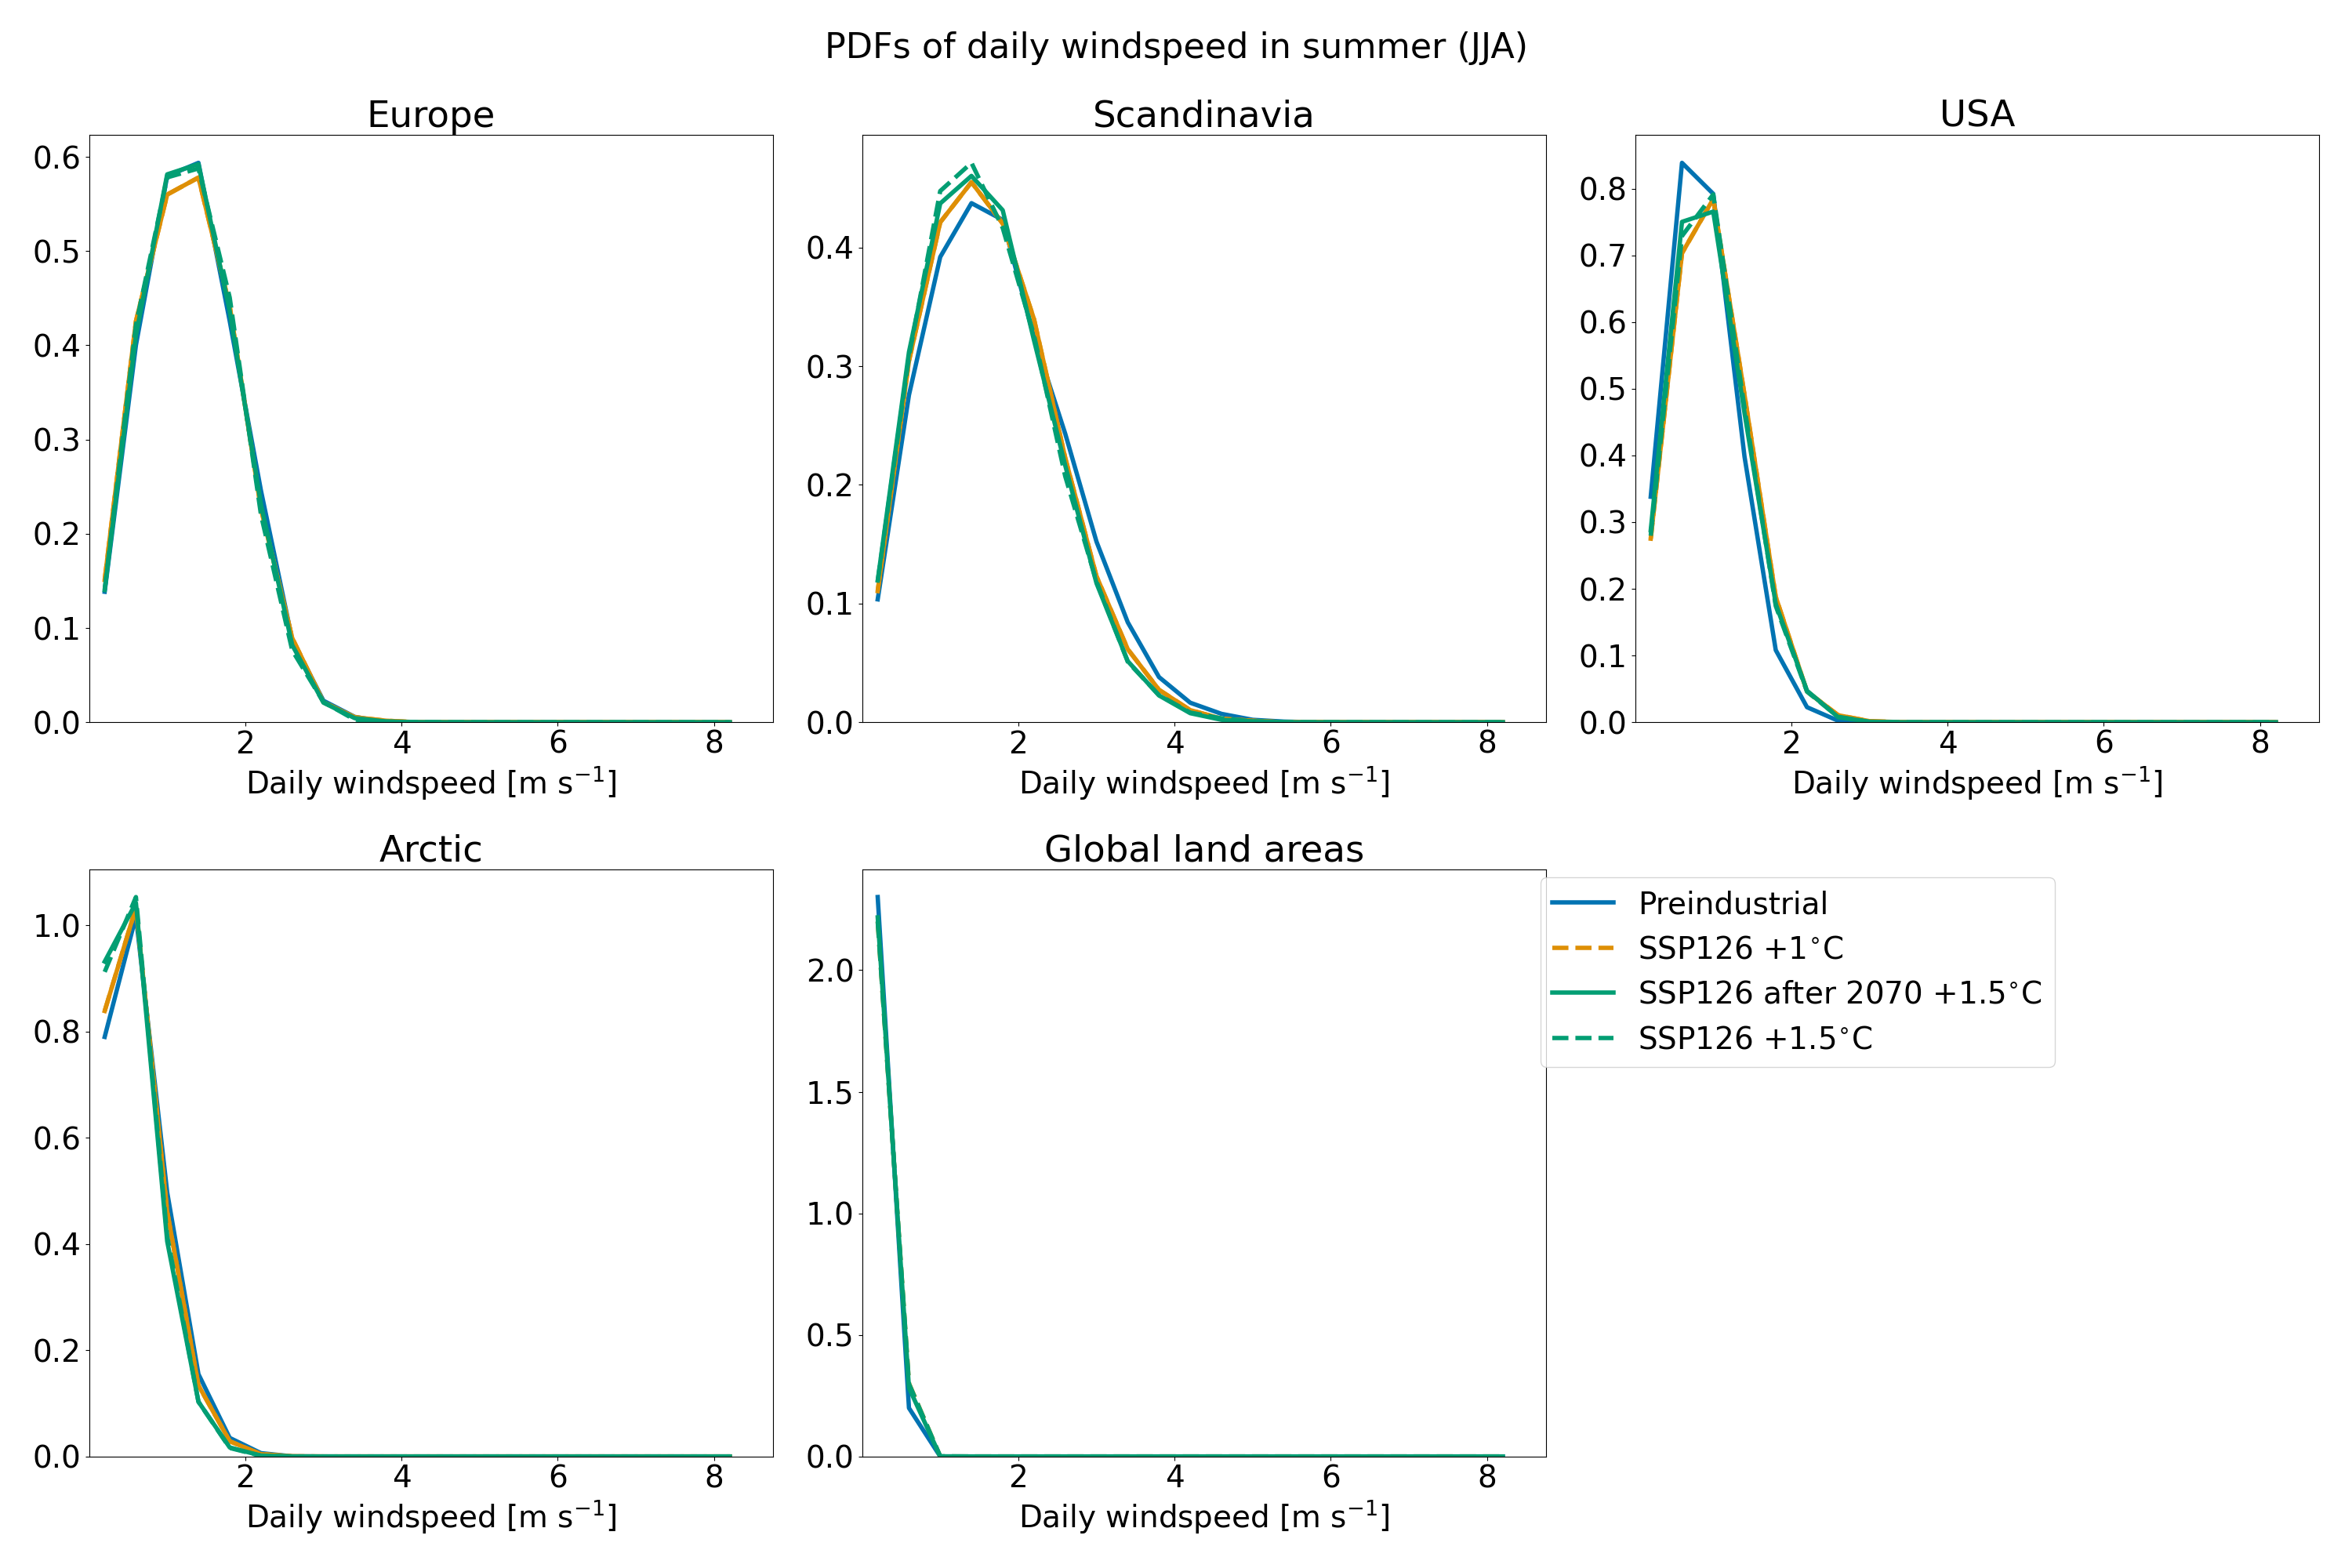 PDFs of daily windspeed in summer (JJA)
Europe
0.6
0.5
0.4
0.3
0.2
0.1
0.0
2 4 6 8
Daily windspeed [m s⁻¹]
Scandinavia
0.4
0.3
0.2
0.1
0.0
2 4 6 8
Daily windspeed [m s⁻¹]
USA
0.8
0.7
0.6
0.5
0.4
0.3
0.2
0.1
0.0
2 4 6 8
Daily windspeed [m s⁻¹]
Arctic
1.0
0.8
0.6
0.4
0.2
0.0
2 4 6 8
Daily windspeed [m s⁻¹]
Global land areas
2.0
1.5
1.0
0.5
0.0
2 4 6 8
Daily windspeed [m s⁻¹]
Preindustrial
SSP126 +1°C
SSP126 after 2070 +1.5°C
SSP126 +1.5°C